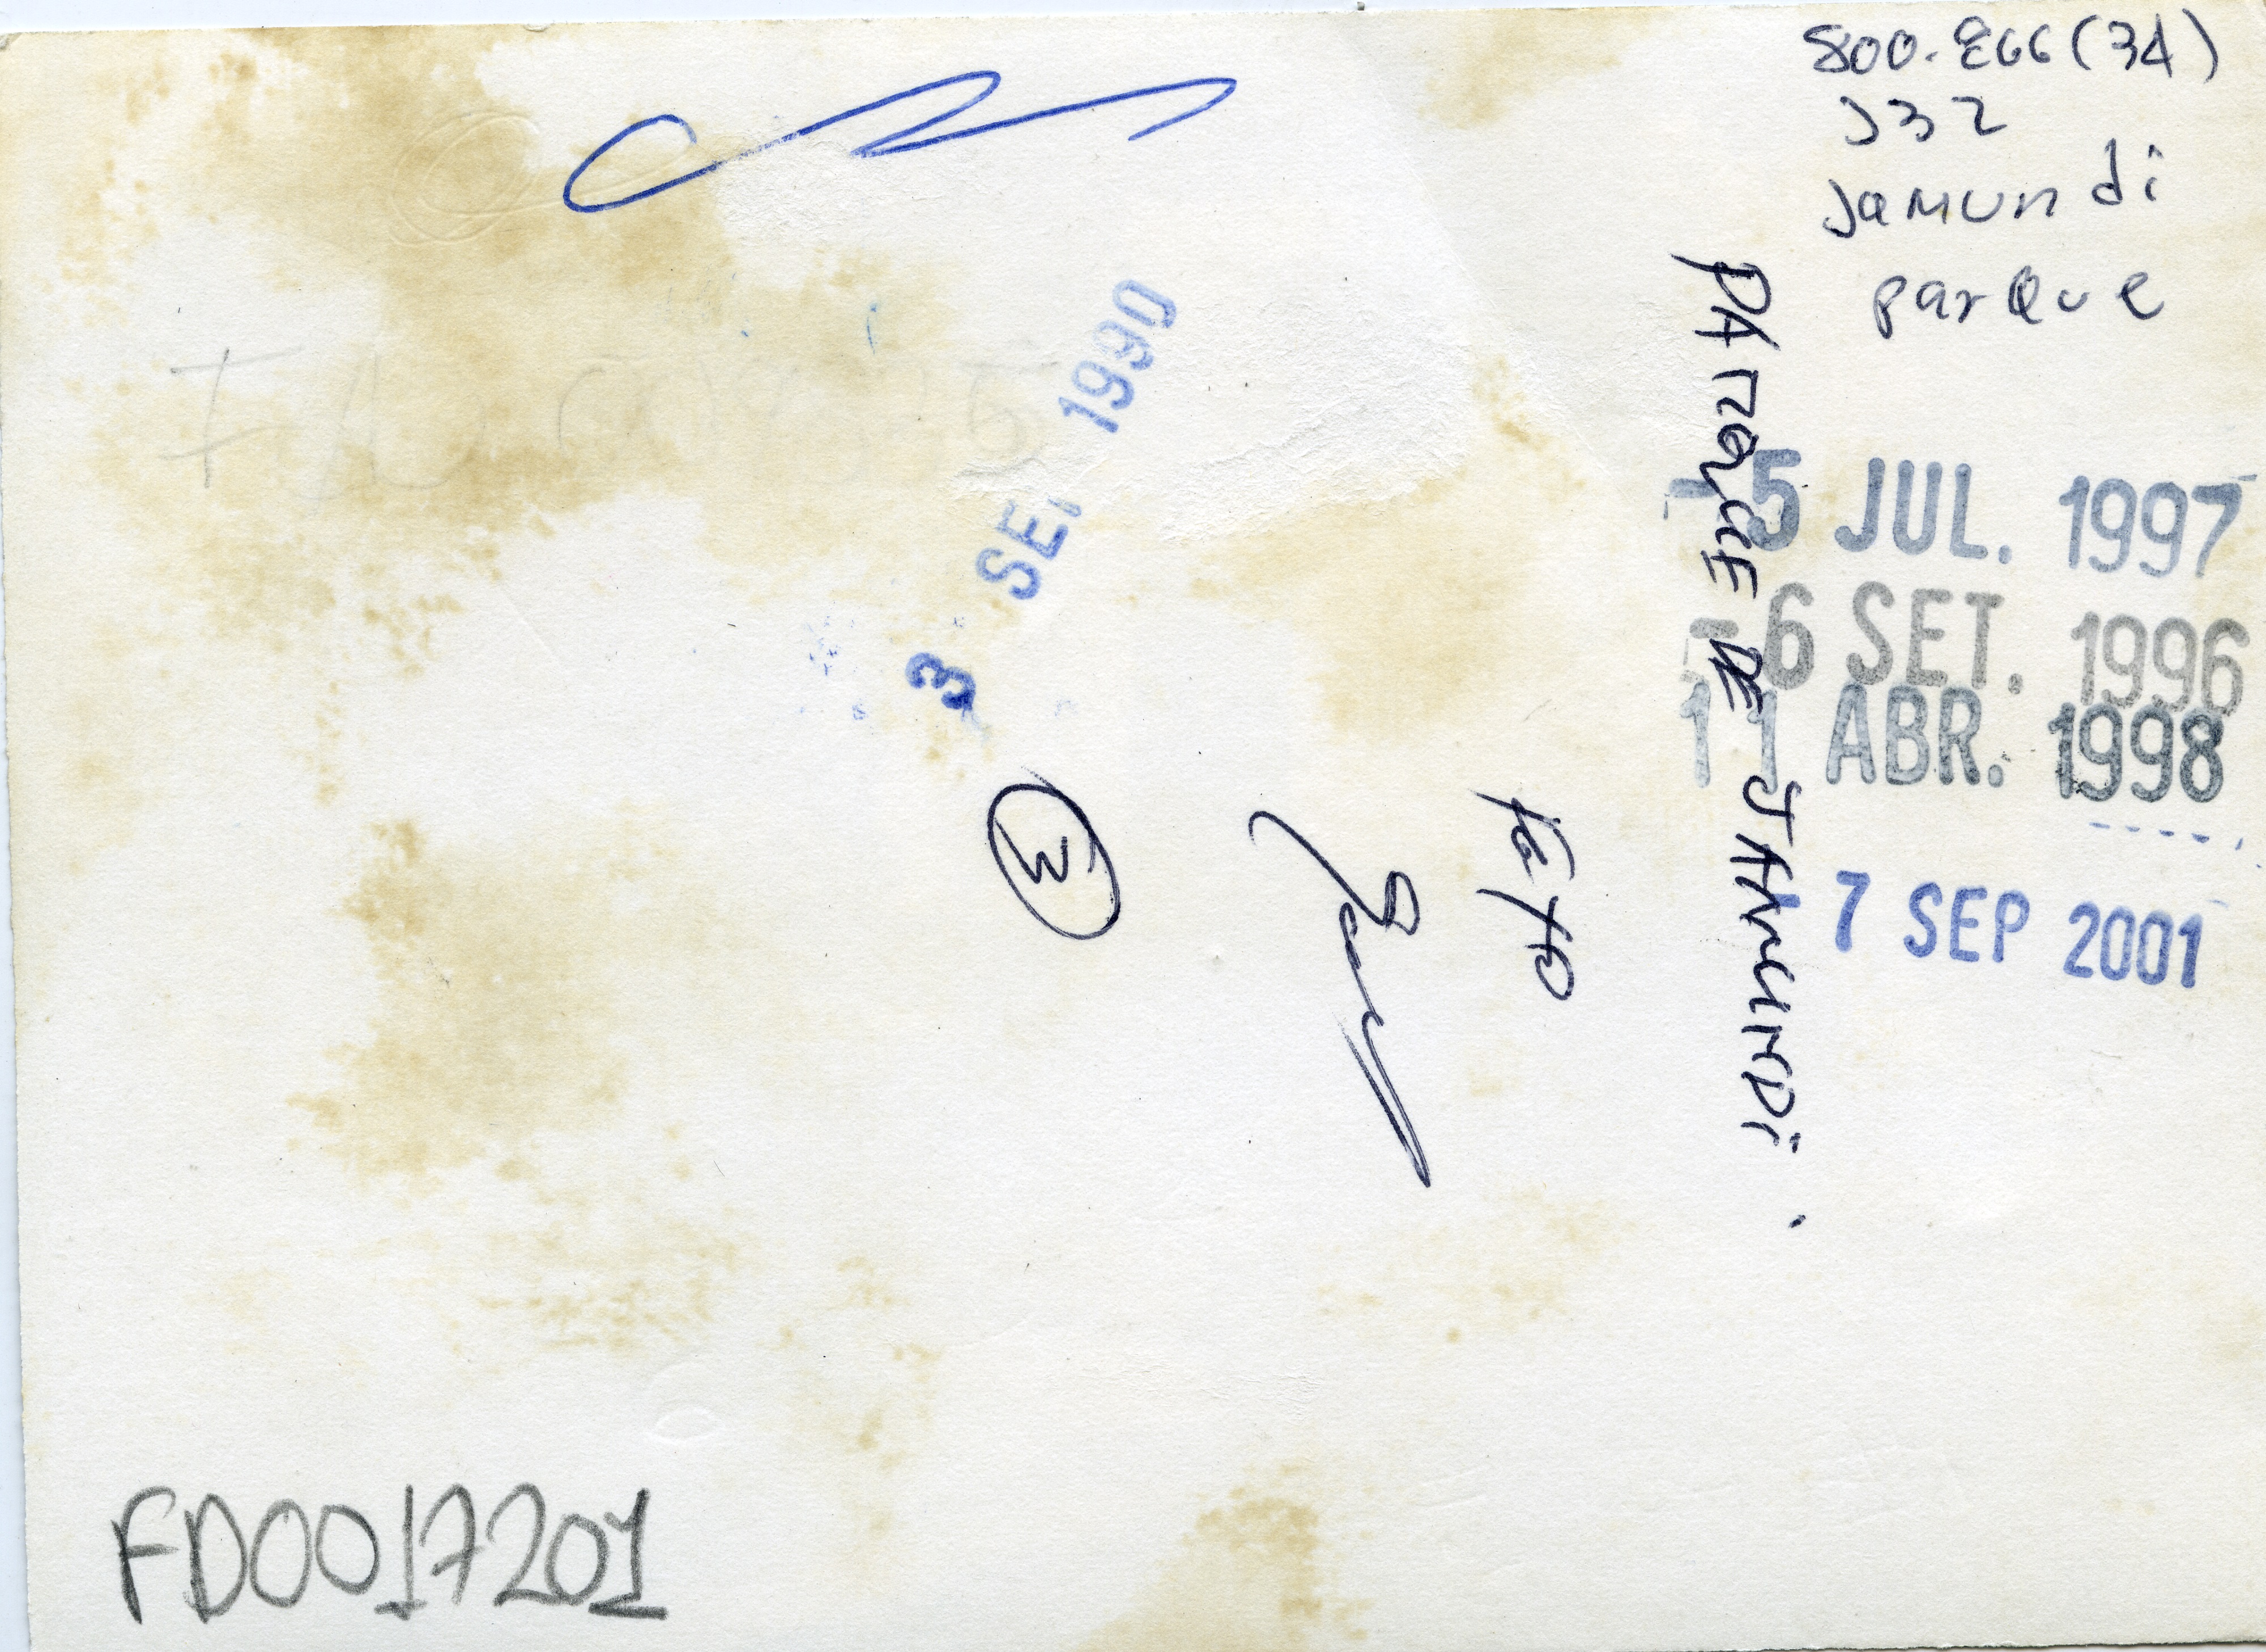 800.866(34)
J32
Jamundi
parque
PARQUE DE JAMUNDI
- 5 JUL. 1997
- 6 SET. 1996
11 ABR. 1998
7 SEP 2001
3 SET 1990
3
FD0017201